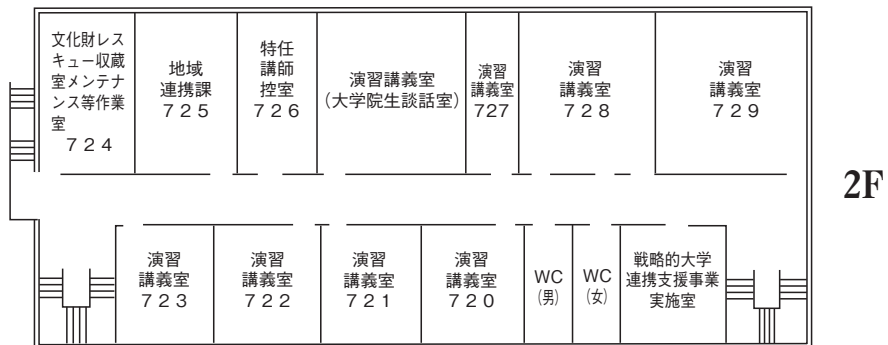 文化財レス
キュー収蔵
室メンテナ
ンス等作業
室
７２４
地域
連携課
７２５
特任
講師
控室
７２６
演習講義室
（大学院生談話室）
演習
講義室
727
演習
講義室
７２８
演習
講義室
７２９
2F
演習
講義室
７２３
演習
講義室
７２２
演習
講義室
７２１
演習
講義室
７２０
WC
（男）
WC
（女）
戦略的大学
連携支援事業
実施室